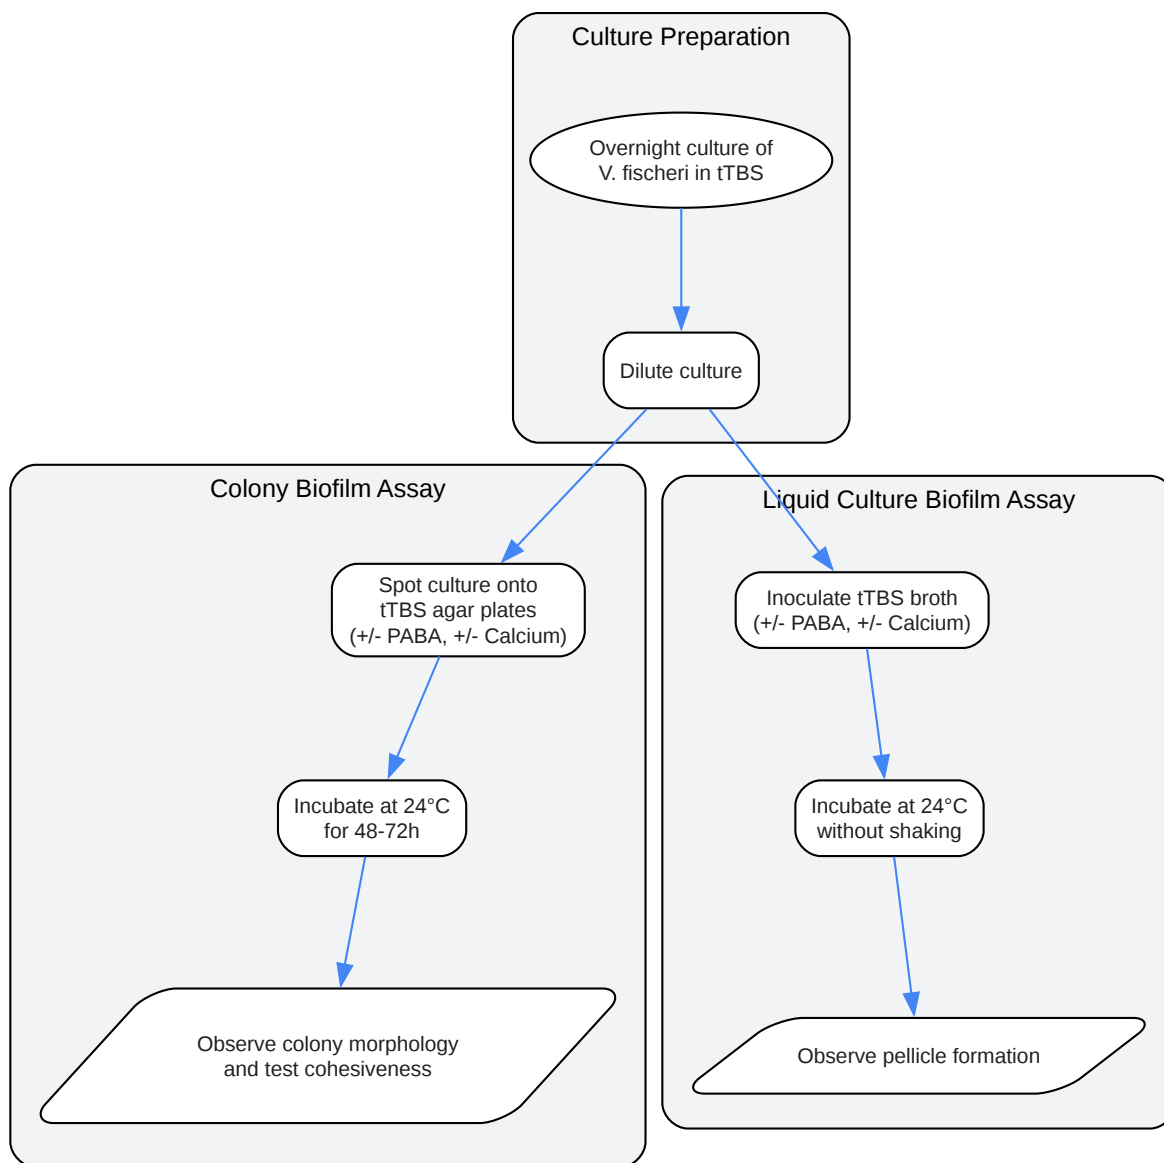 Culture Preparation
Overnight culture of
V. fischeri in tTBS
Dilute culture
Colony Biofilm Assay
Spot culture onto
tTBS agar plates
(+/- PABA, +/- Calcium)
Incubate at 24°C
for 48-72h
Observe colony morphology
and test cohesiveness
Liquid Culture Biofilm Assay
Inoculate tTBS broth
(+/- PABA, +/- Calcium)
Incubate at 24°C
without shaking
Observe pellicle formation